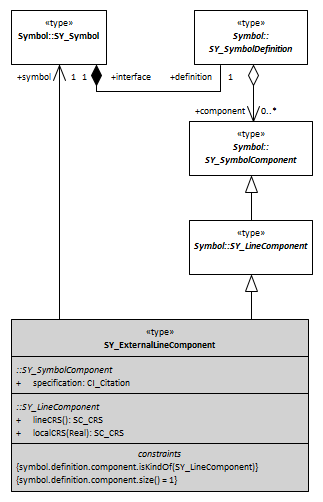 «type»
Symbol::SY_Symbol
«type»
Symbol::
SY_SymbolDefinition
+symbol
1
1
+interface
+definition
1
+component
0..*
«type»
Symbol::
SY_SymbolComponent
«type»
Symbol::SY_LineComponent
«type»
SY_ExternalLineComponent
::SY_SymbolComponent
+ specification: CI_Citation
::SY_LineComponent
+ lineCRS(): SC_CRS
+ localCRS(Real): SC_CRS
constraints
{symbol.definition.component.isKindOf(SY_LineComponent)}
{symbol.definition.component.size() = 1}